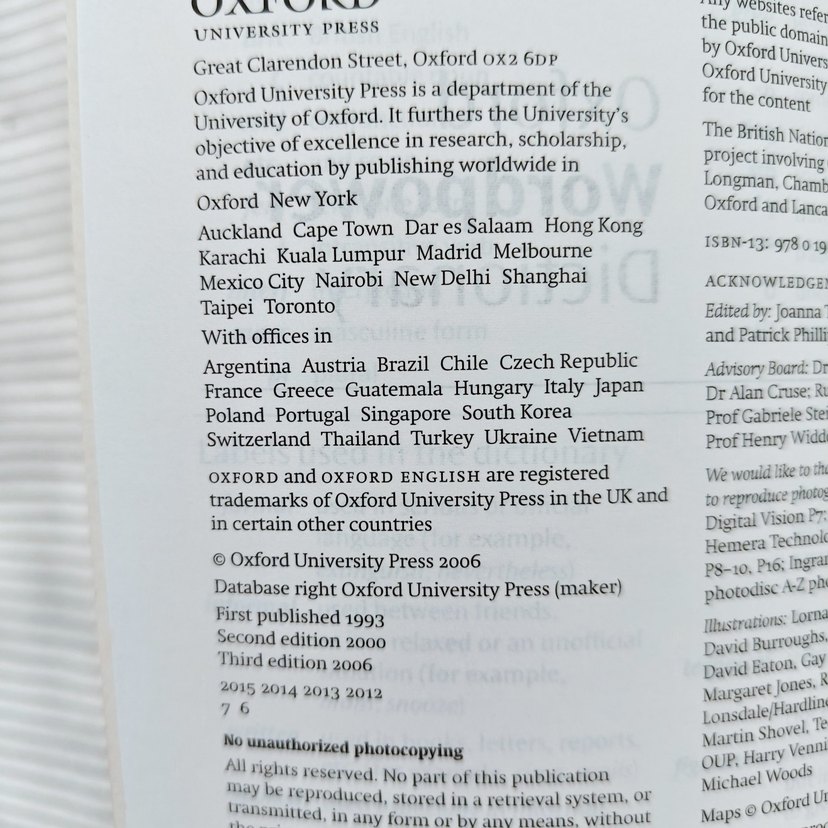 OXFORD
UNIVERSITY PRESS
Great Clarendon Street, Oxford OX2 6DP
Oxford University Press is a department of the
University of Oxford. It furthers the University's
objective of excellence in research, scholarship,
and education by publishing worldwide in
Oxford New York
Auckland Cape Town Dar es Salaam Hong Kong
Karachi Kuala Lumpur Madrid Melbourne
Mexico City Nairobi New Delhi Shanghai
Taipei Toronto
With offices in
Argentina Austria Brazil Chile Czech Republic
France Greece Guatemala Hungary Italy Japan
Poland Portugal Singapore South Korea
Switzerland Thailand Turkey Ukraine Vietnam
OXFORD and OXFORD ENGLISH are registered
trademarks of Oxford University Press in the UK and
in certain other countries
© Oxford University Press 2006
Database right Oxford University Press (maker)
First published 1993
Second edition 2000
Third edition 2006
2015 2014 2013 2012
7 6
No unauthorized photocopying
All rights reserved. No part of this publication
may be reproduced, stored in a retrieval system, or
transmitted, in any form or by any means, without
Any websites refer
the public domain
by Oxford Univers
Oxford University
for the content
The British Nation
project involving
Longman, Chamb
Oxford and Lanca
ISBN-13: 978 0 19
ACKNOWLEDGEM
Edited by: Joanna T
and Patrick Philli
Advisory Board: Dr
Dr Alan Cruse; Ru
Prof Gabriele Stei
Prof Henry Widdo
We would like to tha
to reproduce photog
Digital Vision P7;
Hemera Technolo
P8–10, P16; Ingram
photodisc A-Z pho
Illustrations: Lorna
David Burroughs,
David Eaton, Gay
Margaret Jones, R
Lonsdale/Hardline
Martin Shovel, Te
OUP, Harry Venni
Michael Woods
Maps © Oxford Un